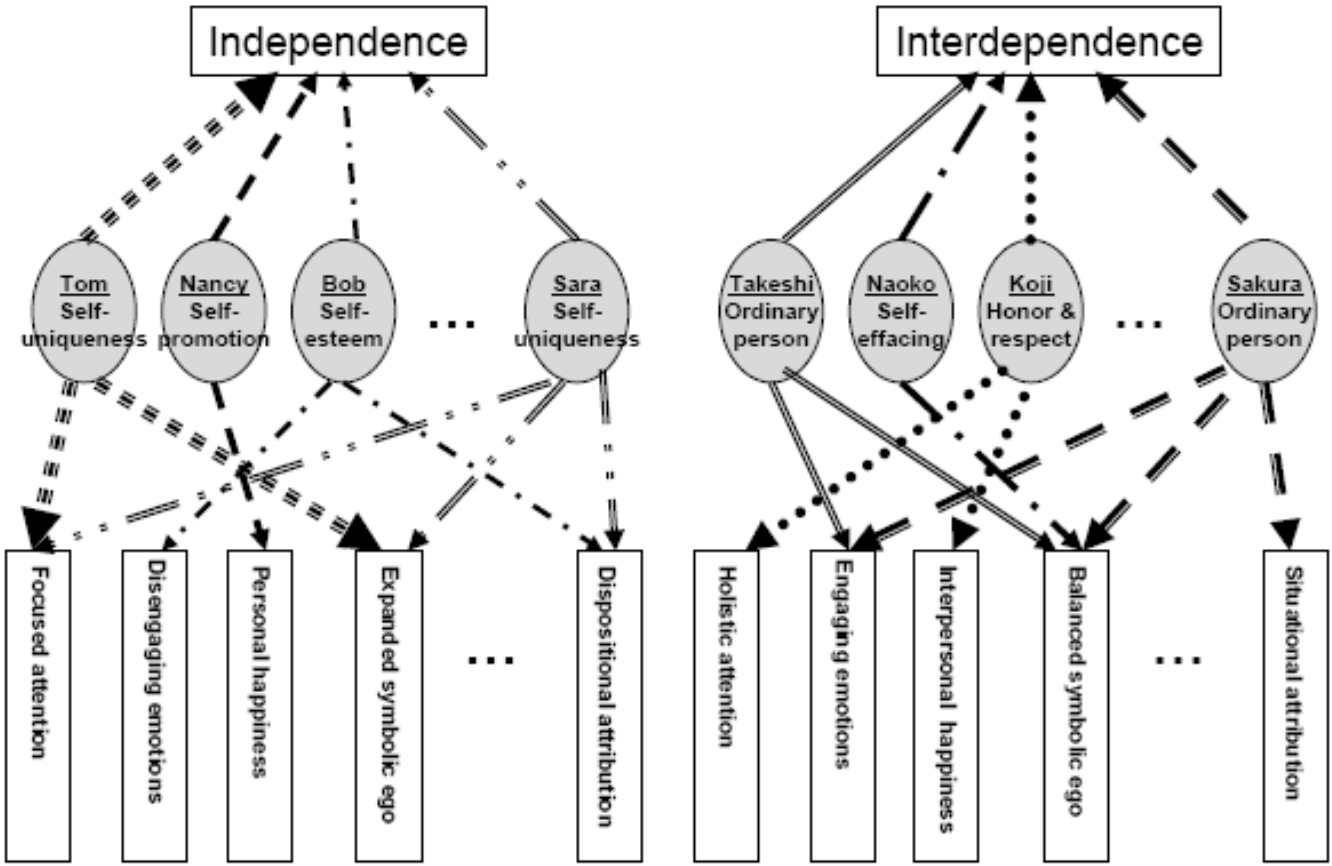 Independence
Interdependence
Tom
Self-
uniqueness
Nancy
Self-
promotion
Bob
Self-
esteem
...
Sara
Self-
uniqueness
Takeshi
Ordinary
person
Naoko
Self-
effacing
Koji
Honor &
respect
...
Sakura
Ordinary
person
Focused attention
Disengaging emotions
Personal happiness
Expanded symbolic ego
...
Dispositional attribution
Holistic attention
Engaging emotions
Interpersonal happiness
Balanced symbolic ego
...
Situational attribution